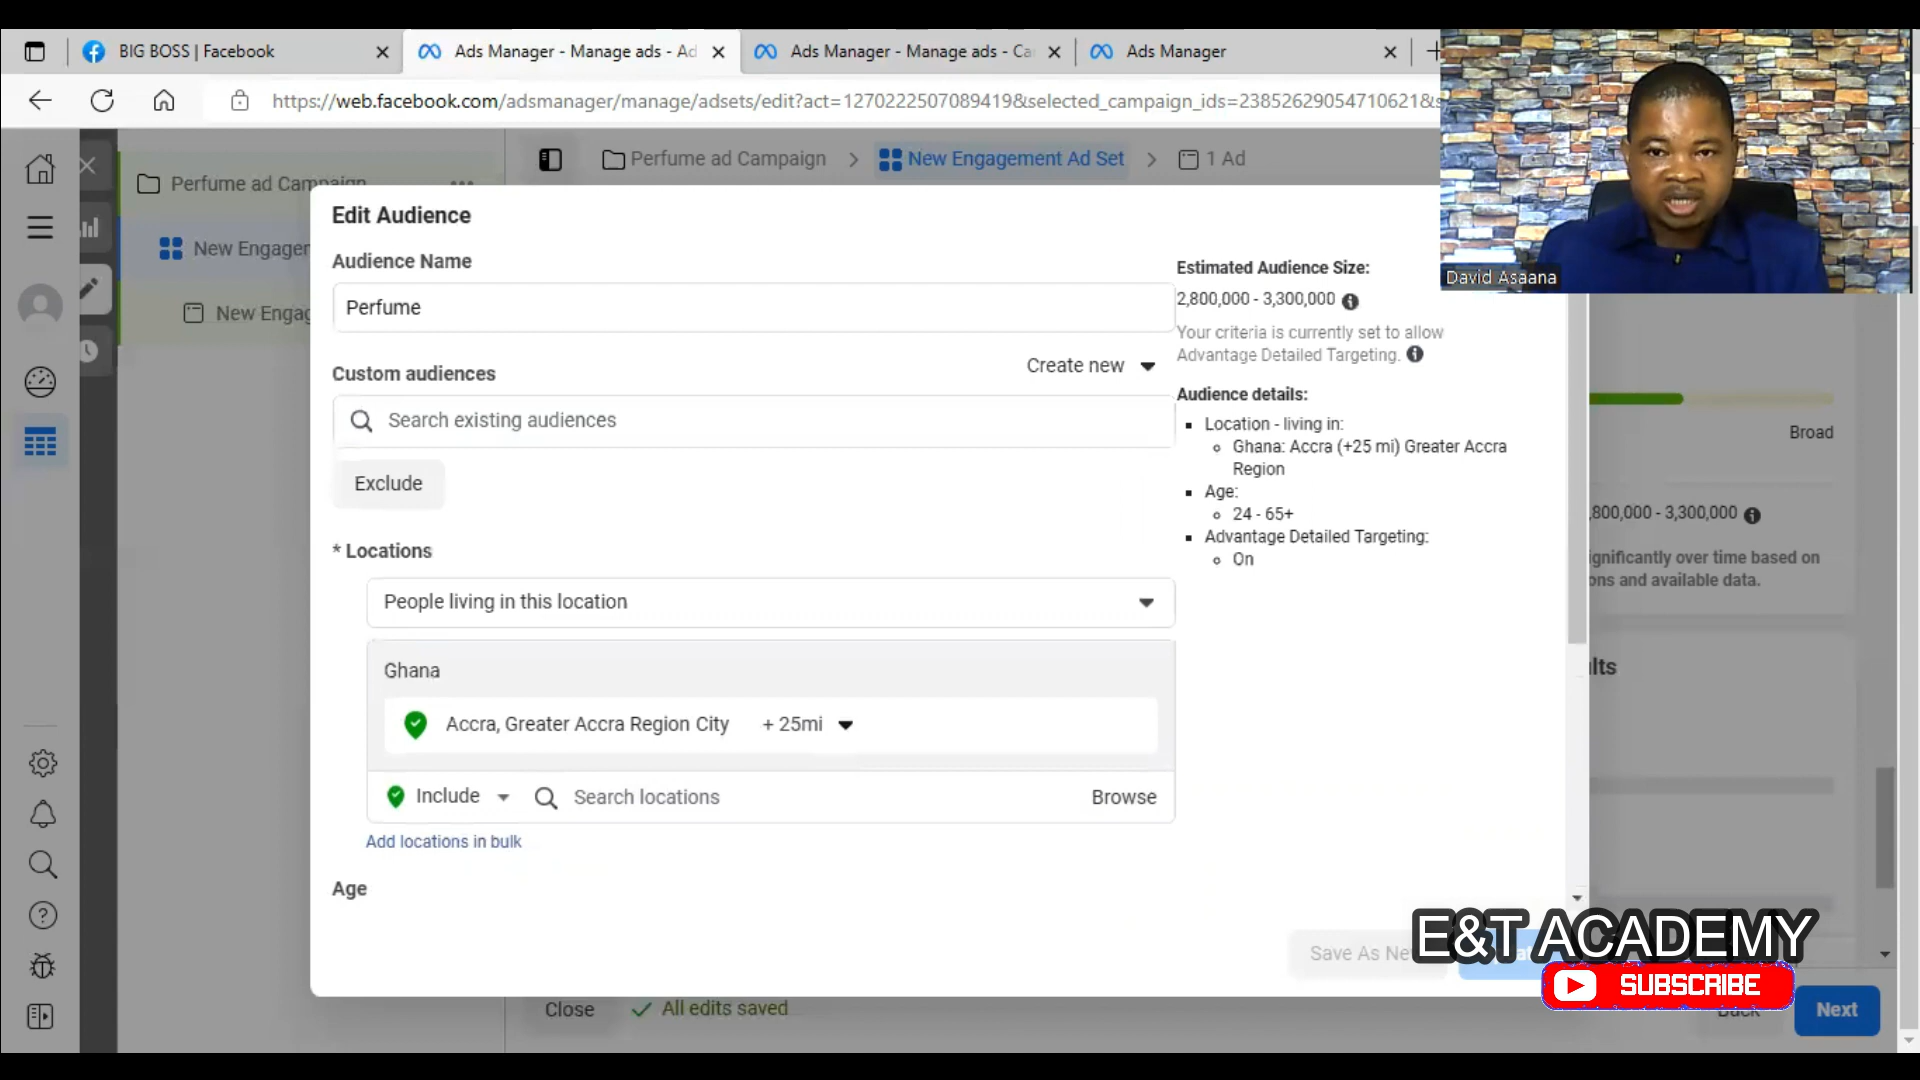 BIG BOSS | Facebook
Ads Manager - Manage ads - Ad
Ads Manager - Manage ads - Ca
Ads Manager
https://web.facebook.com/adsmanager/manage/adsets/edit?act=1270222507089419&selected_campaign_ids=23852629054710621&s
David Asaana
Perfume ad Campaign
New Engagen
New Engag
Perfume ad Campaign > New Engagement Ad Set > 1 Ad
Edit Audience
Audience Name
Perfume
Custom audiences
Create new
Search existing audiences
Exclude
* Locations
People living in this location
Ghana
Accra, Greater Accra Region City + 25mi
Include
Search locations
Browse
Add locations in bulk
Age
Estimated Audience Size:
2,800,000 - 3,300,000
Your criteria is currently set to allow
Advantage Detailed Targeting.
Audience details:
Location - living in:
Ghana: Accra (+25 mi) Greater Accra
Region
Age:
24 - 65+
Advantage Detailed Targeting:
On
Broad
,800,000 - 3,300,000
ignificantly over time based on
ons and available data.
ults
Save As Ne
E&T ACADEMY
SUBSCRIBE
Close
All edits saved
Back
Next